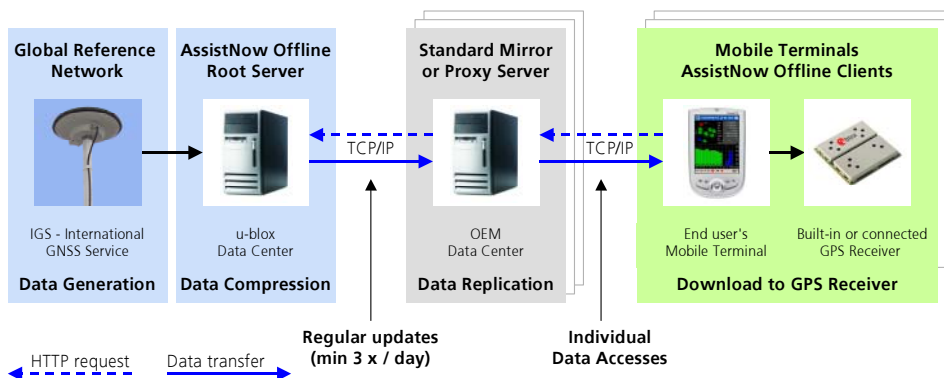 Global Reference
Network
IGS - International
GNSS Service
Data Generation
AssistNow Offline
Root Server
u-blox
Data Center
Data Compression
TCP/IP
Regular updates
(min 3 x / day)
Standard Mirror
or Proxy Server
OEM
Data Center
Data Replication
TCP/IP
Individual
Data Accesses
Mobile Terminals
AssistNow Offline Clients
End user's
Mobile Terminal
Built-in or connected
GPS Receiver
Download to GPS Receiver
HTTP request
Data transfer